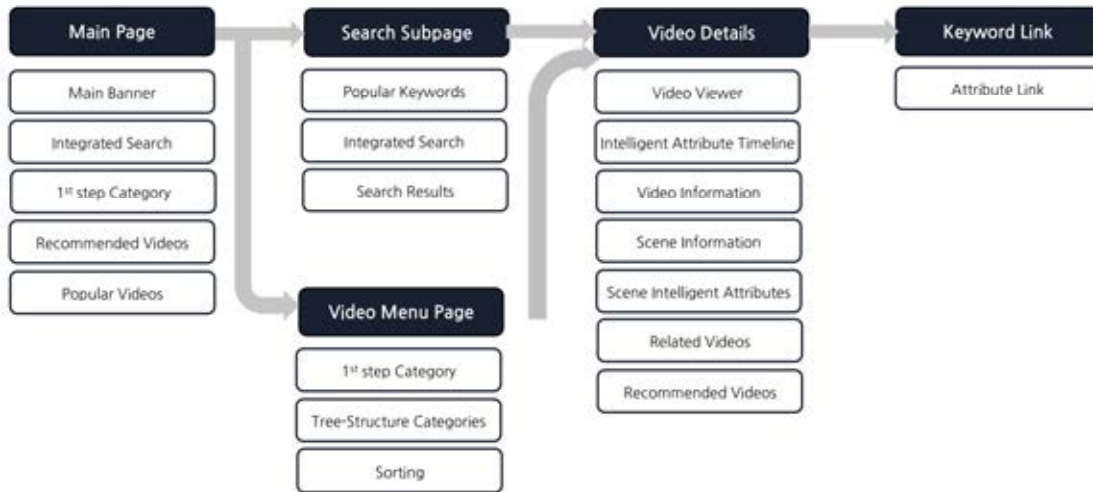 Main Page
Main Banner
Integrated Search
1st step Category
Recommended Videos
Popular Videos
Search Subpage
Popular Keywords
Integrated Search
Search Results
Video Menu Page
1st step Category
Tree-Structure Categories
Sorting
Video Details
Video Viewer
Intelligent Attribute Timeline
Video Information
Scene Information
Scene Intelligent Attributes
Related Videos
Recommended Videos
Keyword Link
Attribute Link